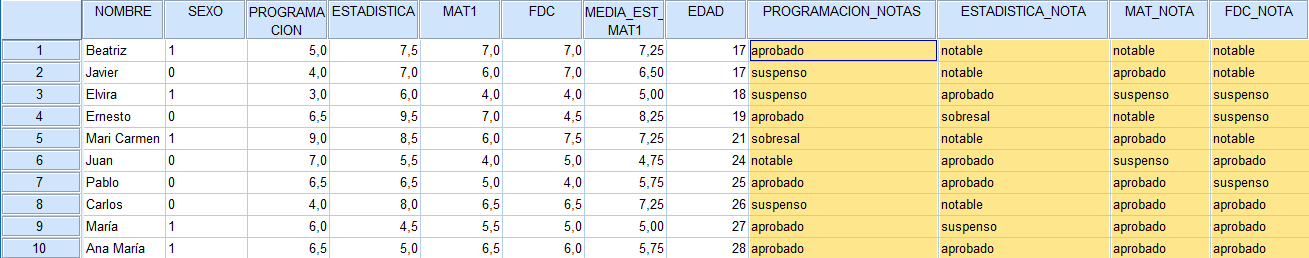 NOMBRE SEXO PROGRAMACION ESTADISTICA MAT1 FDC MEDIA_EST_MAT1 EDAD PROGRAMACION_NOTAS ESTADISTICA_NOTA MAT_NOTA FDC_NOTA
1 Beatriz 1 5,0 7,5 7,0 7,0 7,25 17 aprobado notable notable notable
2 Javier 0 4,0 7,0 6,0 7,0 6,50 17 suspenso notable aprobado notable
3 Elvira 1 3,0 6,0 4,0 4,0 5,00 18 suspenso aprobado suspenso suspenso
4 Ernesto 0 6,5 9,5 7,0 4,5 8,25 19 aprobado sobresal notable suspenso
5 Mari Carmen 1 9,0 8,5 6,0 7,5 7,25 21 sobresal notable aprobado notable
6 Juan 0 7,0 5,5 4,0 5,0 4,75 24 notable aprobado suspenso aprobado
7 Pablo 0 6,5 6,5 5,0 4,0 5,75 25 aprobado aprobado aprobado suspenso
8 Carlos 0 4,0 8,0 6,5 6,5 7,25 26 suspenso notable aprobado aprobado
9 María 1 6,0 4,5 5,5 5,0 5,00 27 aprobado suspenso aprobado aprobado
10 Ana María 1 6,5 5,0 6,5 6,0 5,75 28 aprobado aprobado aprobado aprobado